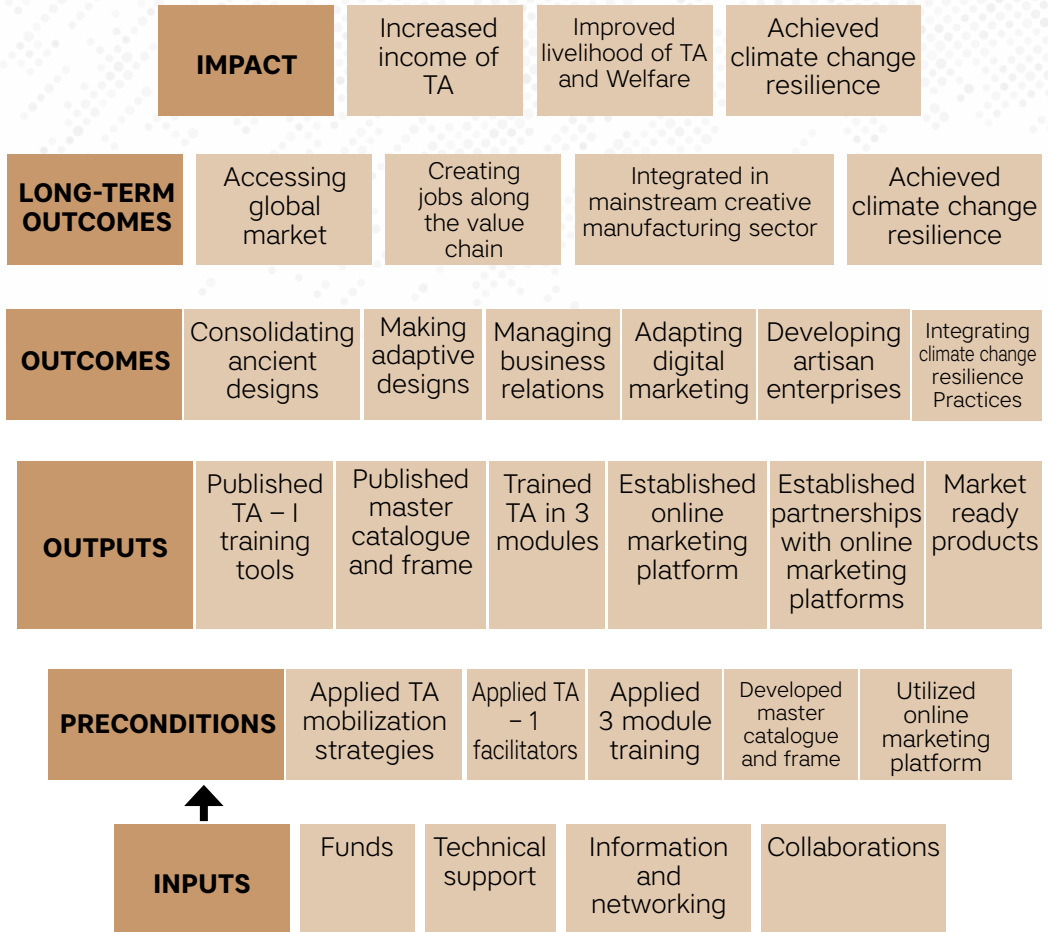 IMPACT
Increased
income of
TA
Improved
livelihood of TA
and Welfare
Achieved
climate change
resilience
LONG-TERM
OUTCOMES
Accessing
global
market
Creating
jobs along
the value
chain
Integrated in
mainstream creative
manufacturing sector
Achieved
climate change
resilience
OUTCOMES
Consolidating
ancient
designs
Making
adaptive
designs
Managing
business
relations
Adapting
digital
marketing
Developing
artisan
enterprises
Integrating
climate change
resilience
Practices
OUTPUTS
Published
TA – I
training
tools
Published
master
catalogue
and frame
Trained
TA in 3
modules
Established
online
marketing
platform
Established
partnerships
with online
marketing
platforms
Market
ready
products
PRECONDITIONS
Applied TA
mobilization
strategies
Applied TA
– 1
facilitators
Applied
3 module
training
Developed
master
catalogue
and frame
Utilized
online
marketing
platform
INPUTS
Funds
Technical
support
Information
and
networking
Collaborations